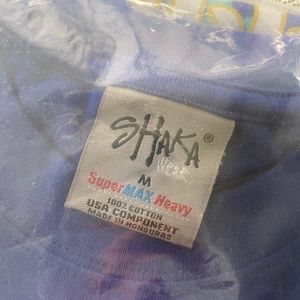 SHAKA®
WEAR
M
SuperMAX Heavy
100% COTTON
USA COMPONENT
MADE IN HONDURAS